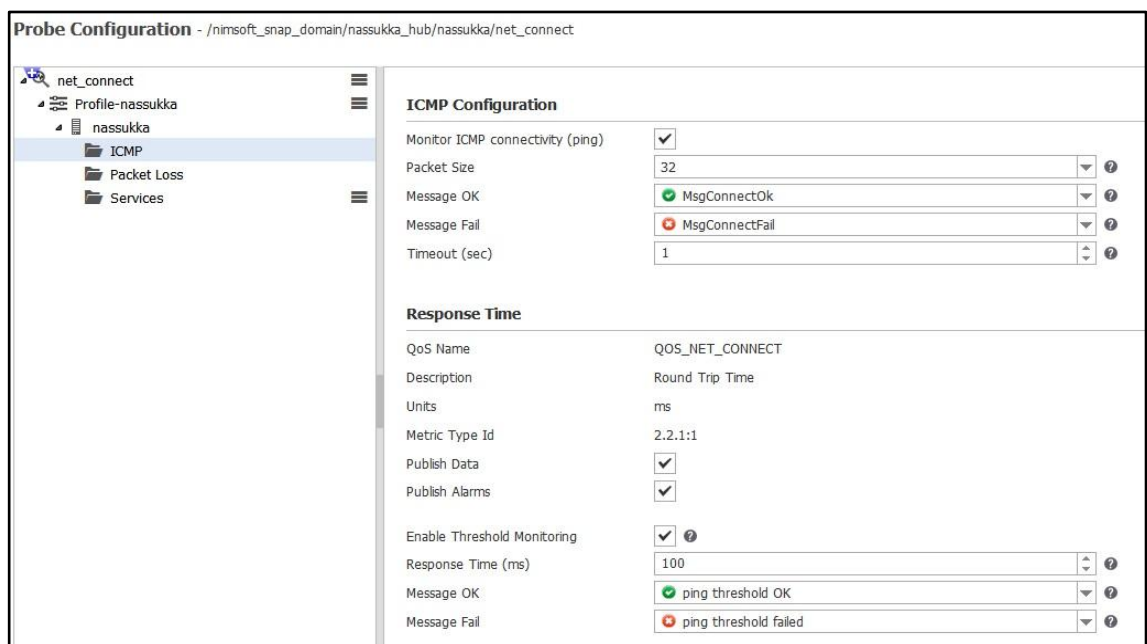 Probe Configuration - /nimsoft_snap_domain/nassukka_hub/nassukka/net_connect
net_connect
Profile-nassukka
nassukka
ICMP
Packet Loss
Services
ICMP Configuration
Monitor ICMP connectivity (ping)
Packet Size 32
Message OK MsgConnectOk
Message Fail MsgConnectFail
Timeout (sec) 1
Response Time
QoS Name QOS_NET_CONNECT
Description Round Trip Time
Units ms
Metric Type Id 2.2.1:1
Publish Data
Publish Alarms
Enable Threshold Monitoring
Response Time (ms) 100
Message OK ping threshold OK
Message Fail ping threshold failed